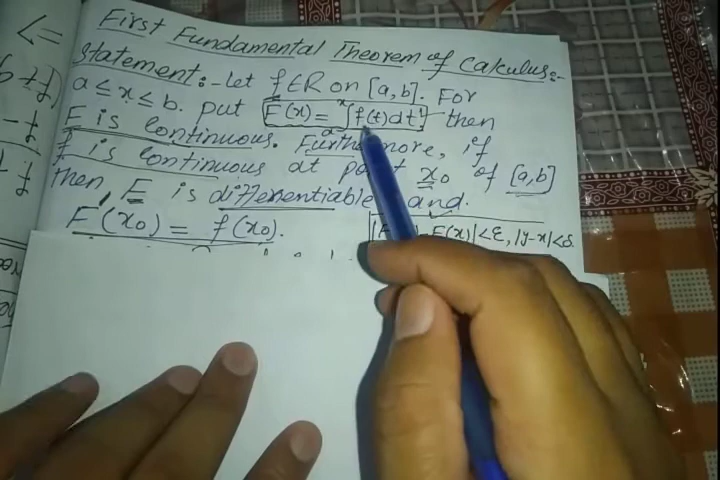 First Fundamental Theorem of Calculus:-
Statement:- Let f ∈ R on [a, b]. For
a ≤ x ≤ b. put F(x) = ∫ₐˣ f(t)dt, then
F is continuous. Furthermore, if
f is continuous at point x₀ of [a, b]
then, F is differentiable and.
F'(x₀) = f(x₀).
F(x)| < ε, |y-x| < δ.